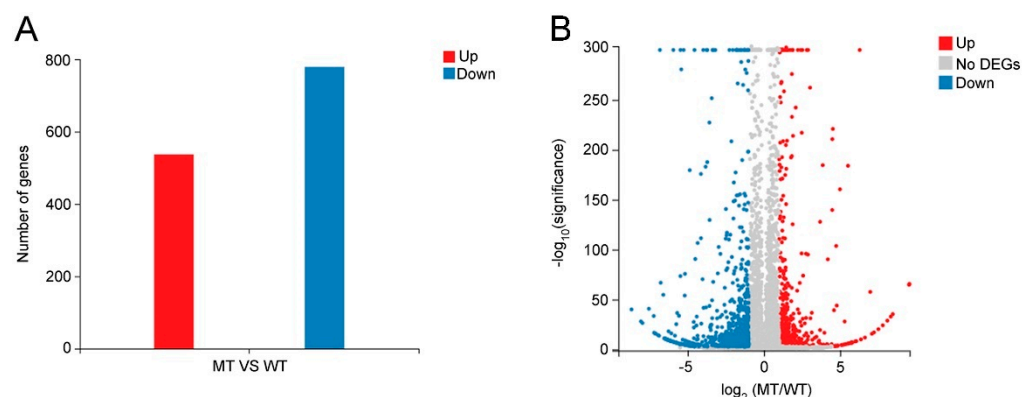 A
Up
Down
800
600
400
200
0
Number of genes
MT VS WT
B
Up
No DEGs
Down
300
250
200
150
100
50
0
-log10(significance)
-5 0 5
log2 (MT/WT)